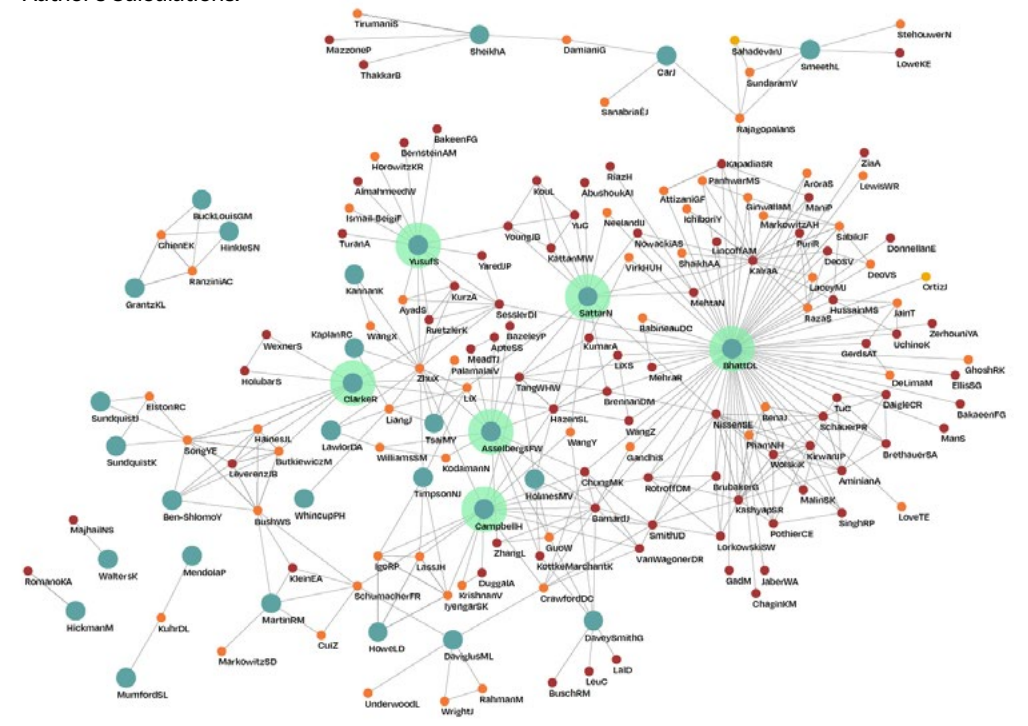 Author's Calculations.
TirumaniS
MazzoneP
ThakkarB
SheikhA
DamianiG
CarJ
SanabriaEJ
SahadevanJ
SundaramV
SmeethL
StehouwerN
LoweKE
RajagopalanS
BakeenFG
BernsteinAM
HorowitzKR
AlmahmeedW
Ismail-BeigiF
TuranA
YusufS
YaredJP
KouL
YuG
YoungJB
KattanMW
AbushoukAI
RiazH
NeelandIJ
NowackiAS
VirkHUH
SattarN
KapadiaSR
PanhwarMS
AttizaniGF
IchiboriY
GinwallaM
MarkowitzAH
AroraS
ManiP
ZiaA
LewisWR
LincoffAM
ShaikhAA
KalraA
PuriR
SabikJF
DeoSV
DeoVS
DonnellanE
OrtizJ
MehtaN
LaceyMJ
HussainMS
RazaS
JainT
UchinoK
ZerhouniYA
BuckLouisGM
HinkleSN
ChienEK
RanziniAC
GrantzKL
KannanK
AyadS
KurzA
RuetzlerK
SesslerDI
BazeleyP
ApteSS
MeadTJ
PalamalaiV
KaplanRC
WangX
WexnerS
HolubarS
ClarkeR
ZhuX
LiX
TangWHW
BabineauDC
KumarA
LiXS
MehraR
BhattDL
GerdsAT
DeLimaM
GhoshRK
EllisSG
BakaeenFG
ManS
BrennanDM
HazenSL
WangZ
WangY
GandhiS
NissenSE
BenaJ
PhamNH
WolskiK
TuC
SchauerPR
DaigleCR
KirwanJP
BrethauerSA
AminianA
SundquistJ
ElstonRC
SundquistK
SongYE
HainesJL
ButkiewiczM
LeverenzJB
LawlorDA
LiangJ
TsaiMY
AsselbergsFW
WilliamsSM
KodamanN
TimpsonNJ
HolmesMV
ChungMK
RotroffDM
BrubakerG
KashyapSR
MalinSK
SinghRP
LoveTE
PothierCE
Ben-ShlomoY
WhincupPH
BushWS
CampbellH
BarnardJ
SmithJD
VanWagonerDR
LorkowskiSW
GadM
JaberWA
ChaginKM
MajhailNS
WaltersK
RomanoKA
HickmanM
MendolaP
KuhrDL
MumfordSL
KleinEA
MartinRM
SchumacherFR
CuiZ
MarkowitzSD
IgoRP
LassJH
ZhangL
GuoW
KottkeMarchantK
DuggalA
KrishnanV
IyengarSK
CrawfordDC
HoweLD
DaviglusML
UnderwoodL
WrightJ
RahmanM
DaveySmithG
LalD
LeuC
BuschRM